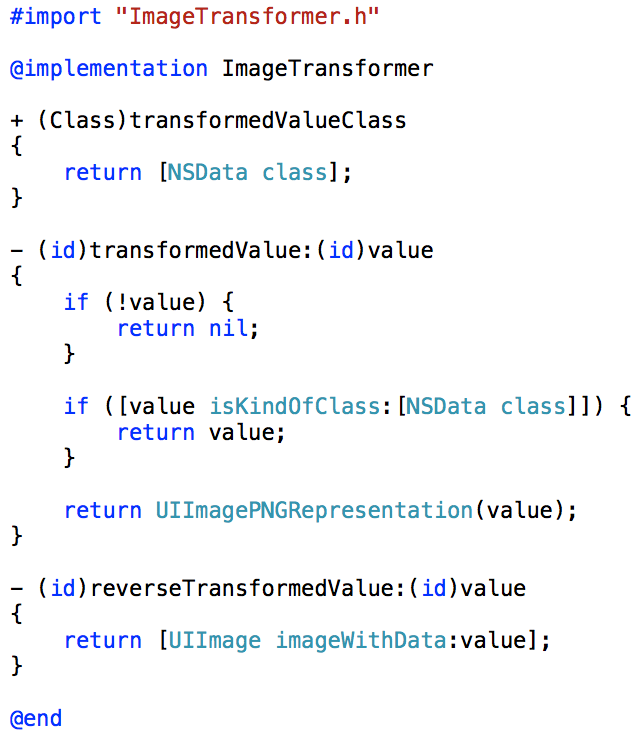 #import "ImageTransformer.h"
@implementation ImageTransformer
+ (Class)transformedValueClass
{
    return [NSData class];
}
- (id)transformedValue:(id)value
{
    if (!value) {
        return nil;
    }
    if ([value isKindOfClass:[NSData class]]) {
        return value;
    }
    return UIImagePNGRepresentation(value);
}
- (id)reverseTransformedValue:(id)value
{
    return [UIImage imageWithData:value];
}
@end